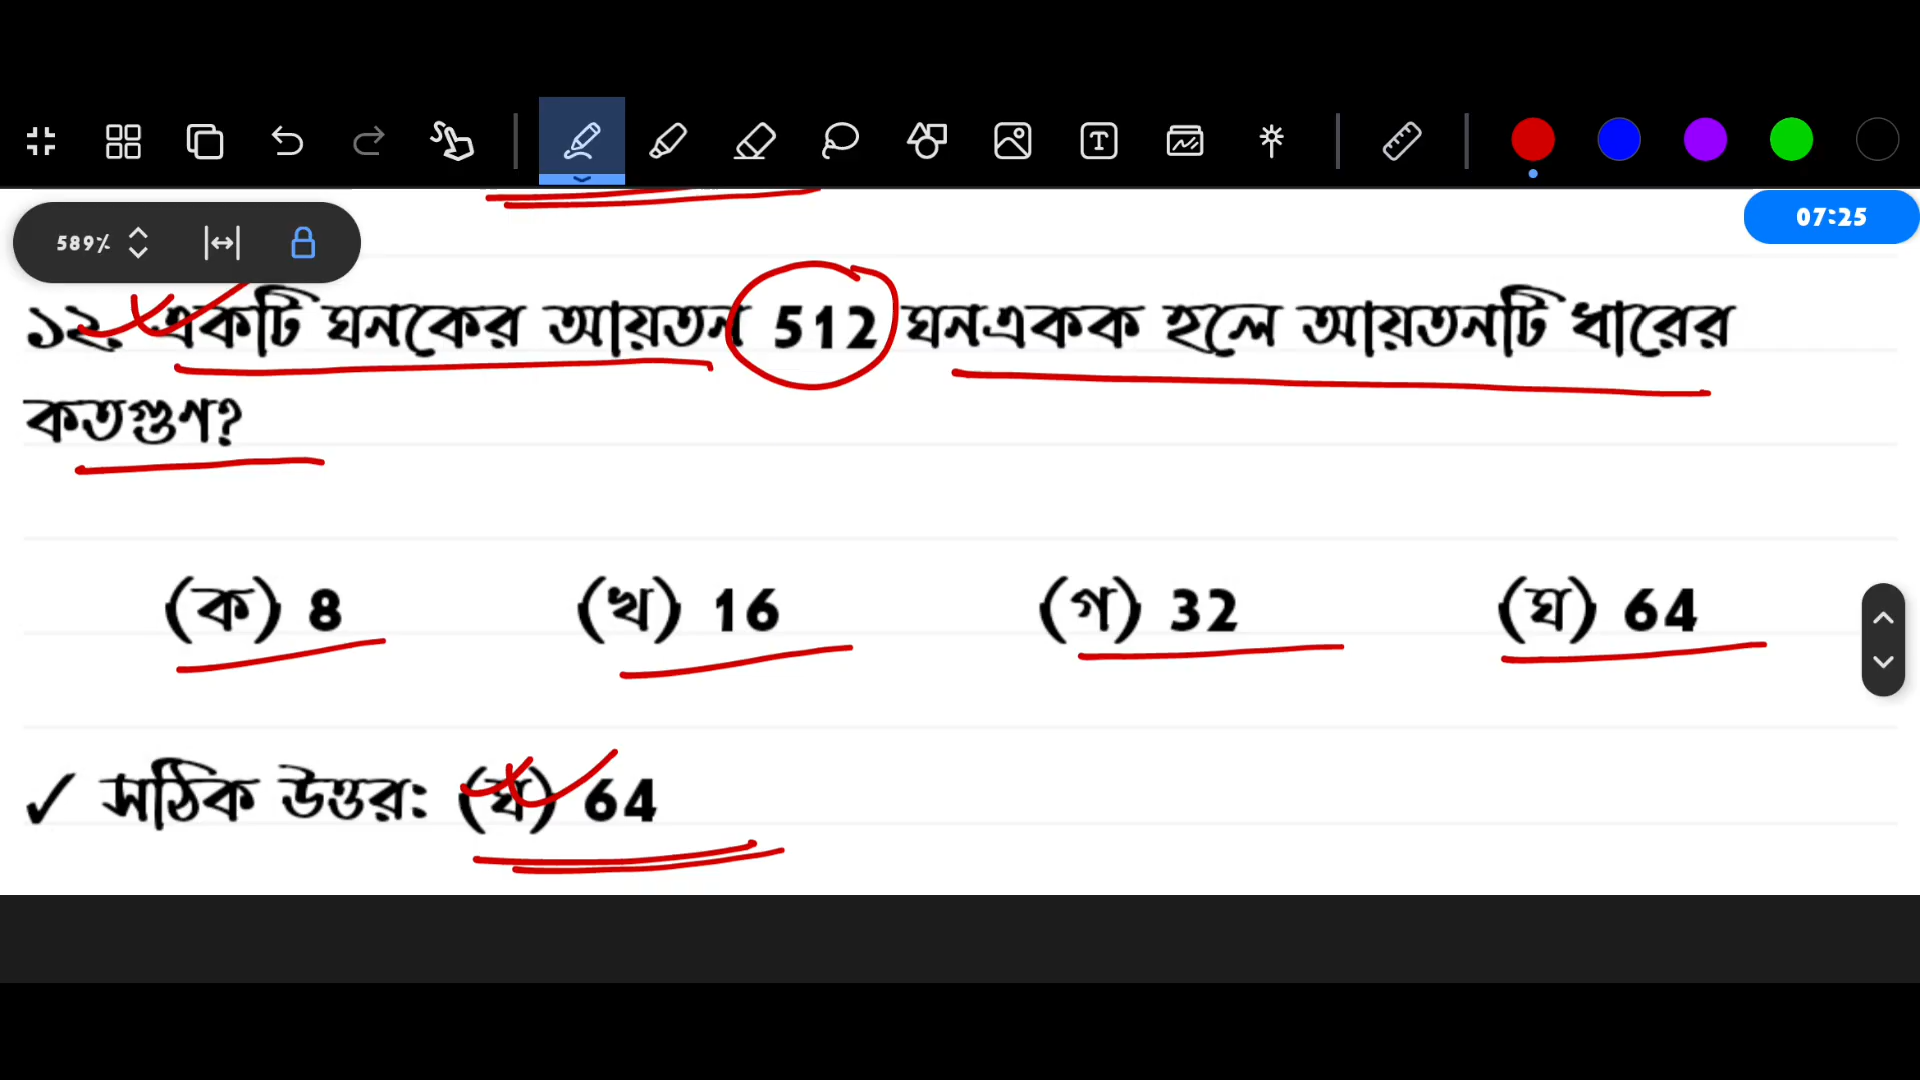 589%
07:25
১২. একটি ঘনকের আয়তন 512 ঘনএকক হলে আয়তনটি ধারের
কতগুণ?
(ক) 8 (খ) 16 (গ) 32 (ঘ) 64
✓ সঠিক উত্তর: (ঘ) 64